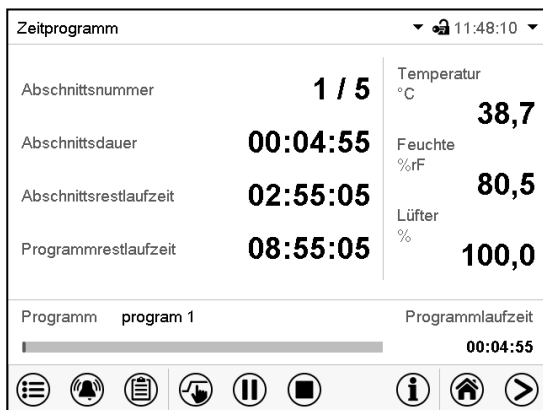 Zeitprogramm 11:48:10
Abschnittsnummer 1 / 5
Abschnittsdauer 00:04:55
Abschnittsrestlaufzeit 02:55:05
Programmrestlaufzeit 08:55:05
Temperatur
°C
38,7
Feuchte
%rF
80,5
Lüfter
%
100,0
Programm program 1 Programmlaufzeit
00:04:55